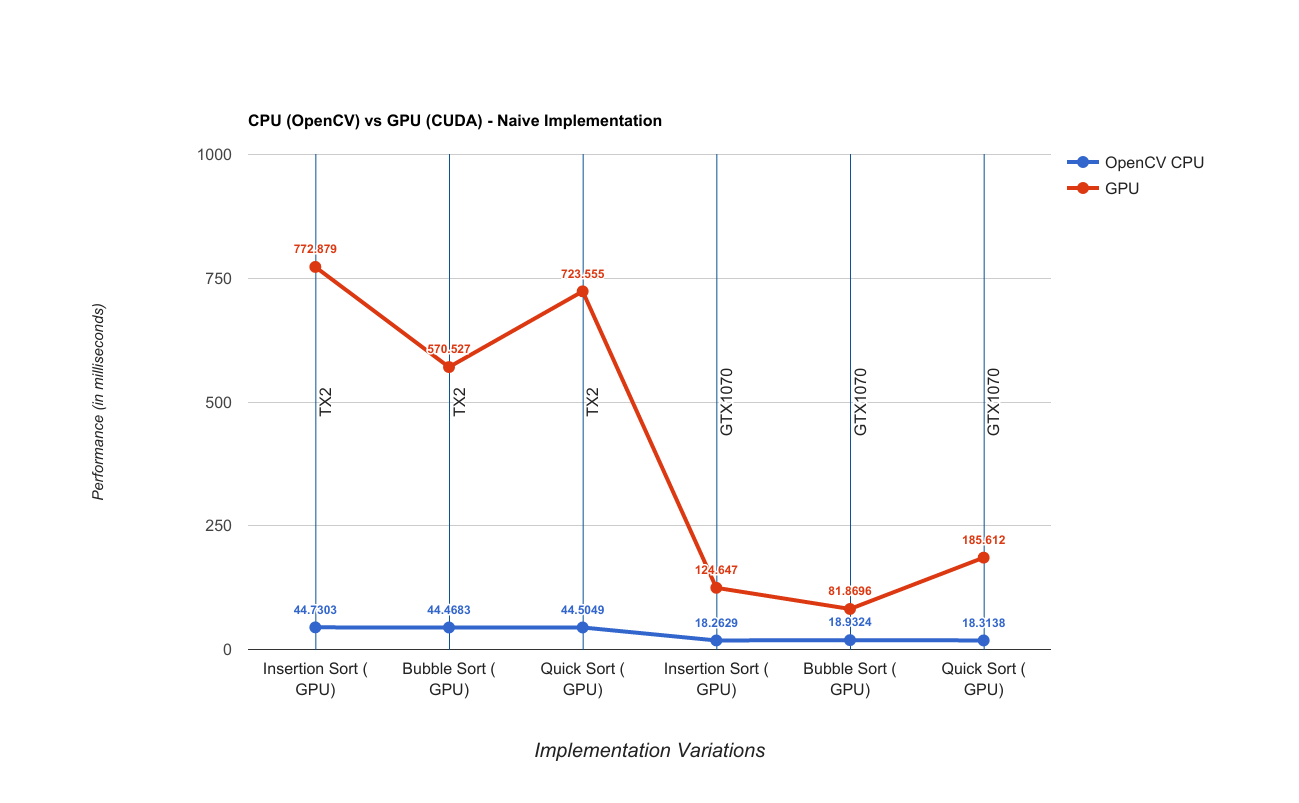 CPU (OpenCV) vs GPU (CUDA) - Naive Implementation
OpenCV CPU
GPU
Performance (in milliseconds)
1000
750
500
250
0
772.879
570.527
723.555
124.647
81.8696
185.612
TX2
TX2
TX2
GTX1070
GTX1070
GTX1070
44.7303
44.4683
44.5049
18.2629
18.9324
18.3138
Insertion Sort (
GPU)
Bubble Sort (
GPU)
Quick Sort (
GPU)
Insertion Sort (
GPU)
Bubble Sort (
GPU)
Quick Sort (
GPU)
Implementation Variations